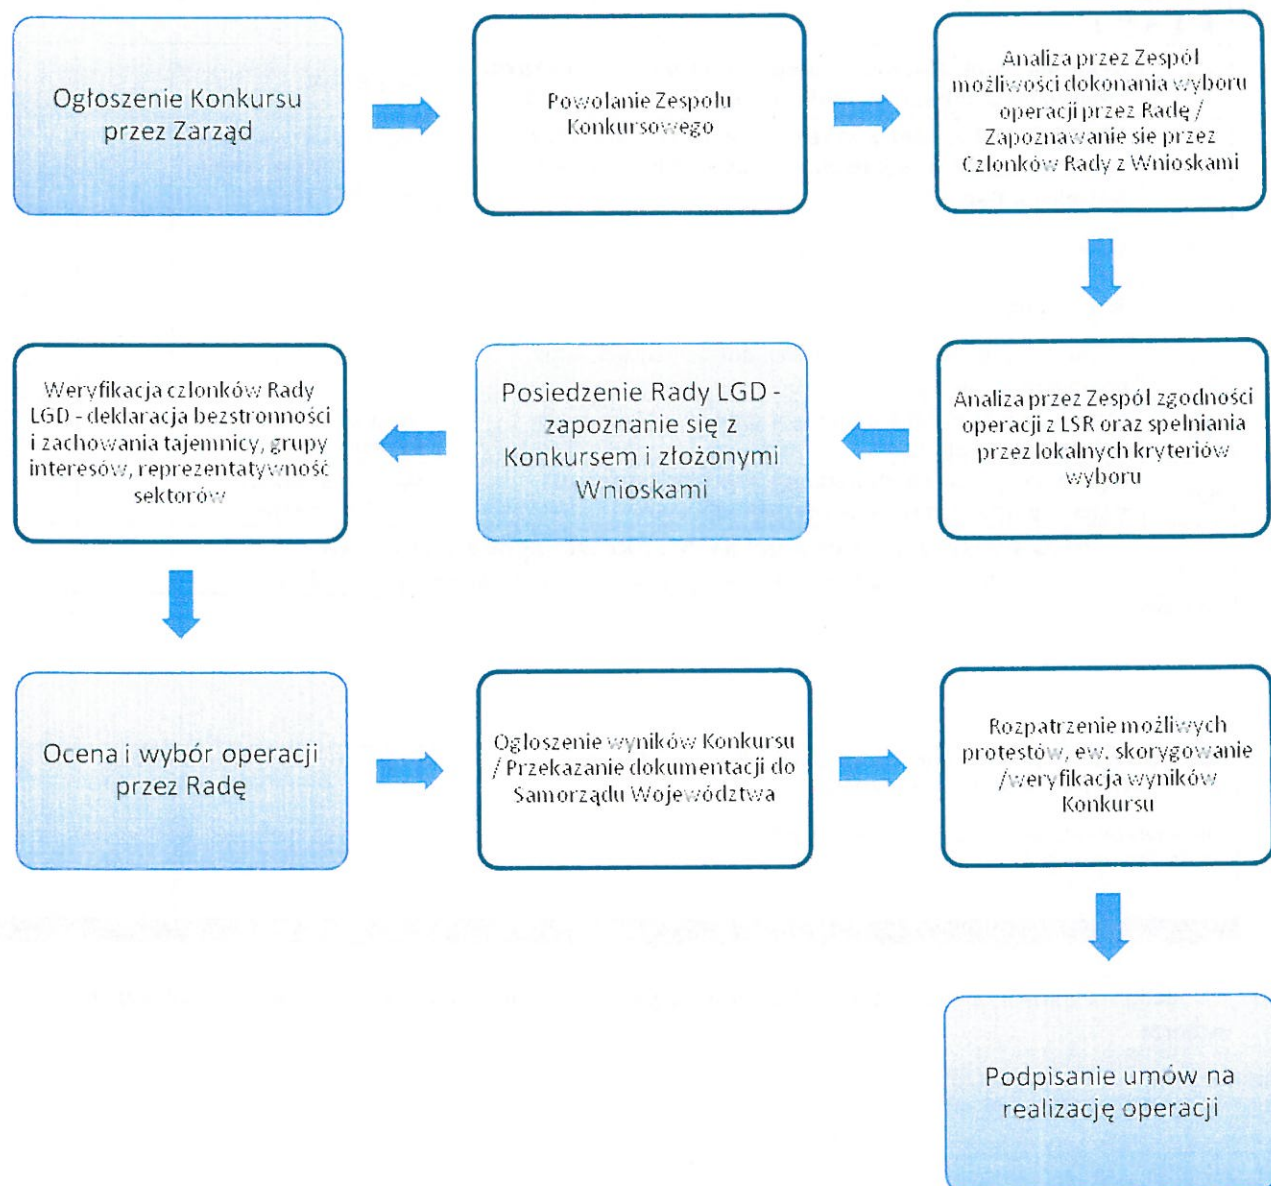 Ogłoszenie Konkursu
przez Zarząd
Powołanie Zespołu
Konkursowego
Analiza przez Zespól
możliwości dokonania wyboru
operacji przez Radę /
Zapoznawanie sie przez
Członków Rady z Wnioskami
Analiza przez Zespól zgodności
operacji z LSR oraz spełniania
przez lokalnych kryteriów
wyboru
Posiedzenie Rady LGD -
zapoznanie się z
Konkursem i złożonymi
Wnioskami
Weryfikacja członków Rady
LGD - deklaracja bezstronności
i zachowania tajemnicy, grupy
interesów, reprezentatywność
sektorów
Ocena i wybór operacji
przez Radę
Ogłoszenie wyników Konkursu
/ Przekazanie dokumentacji do
Samorządu Województwa
Rozpatrzenie możliwych
protestów, ew. skorygowanie
/weryfikacja wyników
Konkursu
Podpisanie umów na
realizację operacji